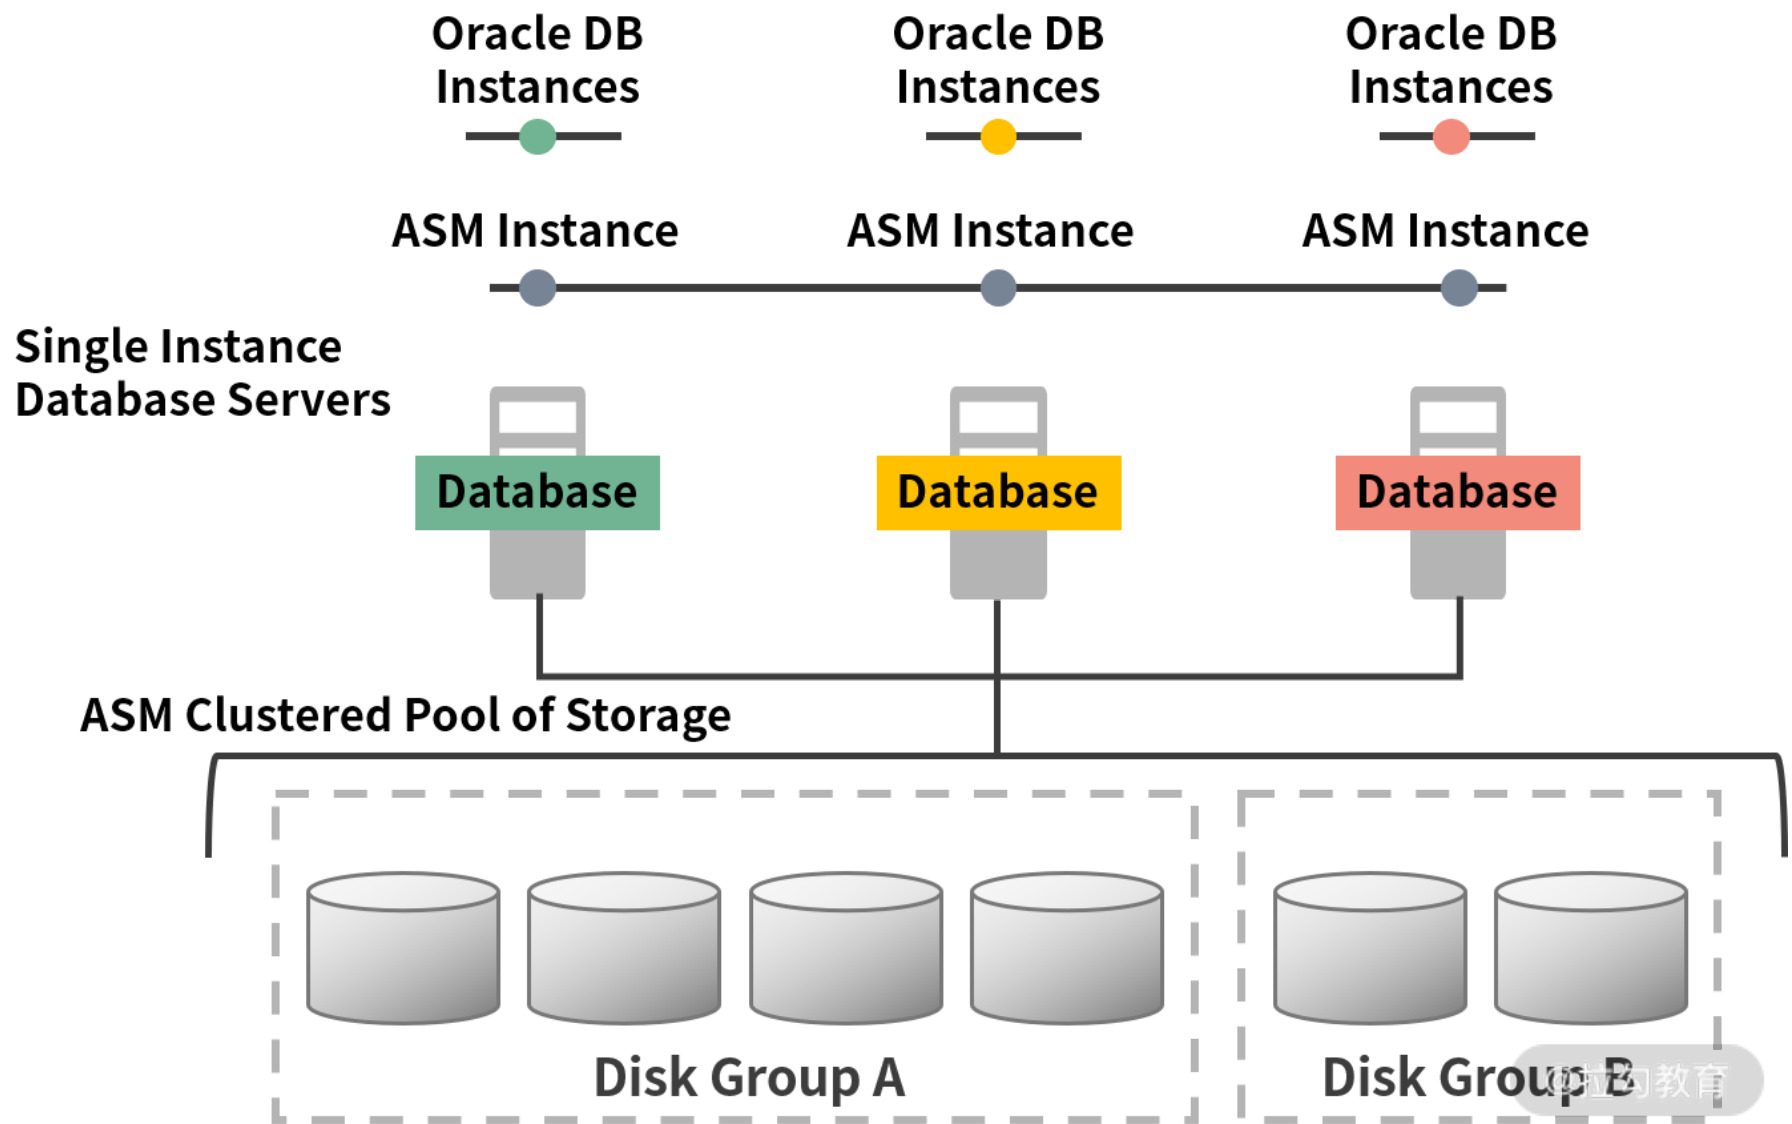 Oracle DB
Instances
Oracle DB
Instances
Oracle DB
Instances
ASM Instance
ASM Instance
ASM Instance
Single Instance
Database Servers
Database
Database
Database
ASM Clustered Pool of Storage
Disk Group A
Disk Group B
@拉勾教育